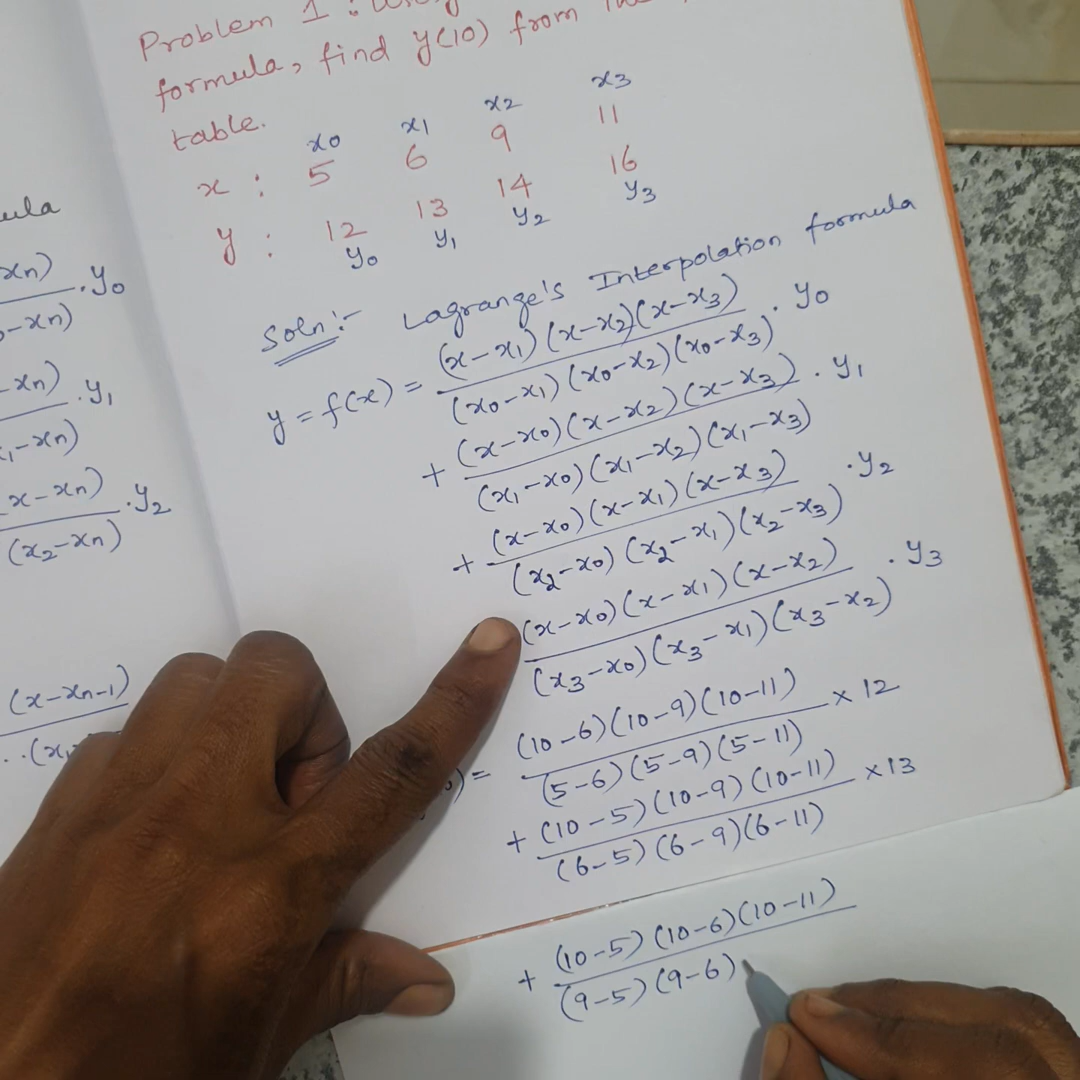 Problem 1 :
formula, find y(10) from
table.
x0 x1 x2 x3
x : 5 6 9 11
y : 12 13 14 16
y0 y1 y2 y3
Soln:- Lagrange's Interpolation formula
y = f(x) = (x-x1)(x-x2)(x-x3) . y0
(x0-x1)(x0-x2)(x0-x3)
+ (x-x0)(x-x2)(x-x3) . y1
(x1-x0)(x1-x2)(x1-x3)
+ (x-x0)(x-x1)(x-x3) . y2
(x2-x0)(x2-x1)(x2-x3)
(x-x0)(x-x1)(x-x2) . y3
(x3-x0)(x3-x1)(x3-x2)
) = (10-6)(10-9)(10-11) × 12
(5-6)(5-9)(5-11)
+ (10-5)(10-9)(10-11) × 13
(6-5)(6-9)(6-11)
+ (10-5)(10-6)(10-11)
(9-5)(9-6)
xn) . y0
-xn)
-xn) . y1
-xn)
x-xn) . y2
(x2-xn)
(x-xn-1)